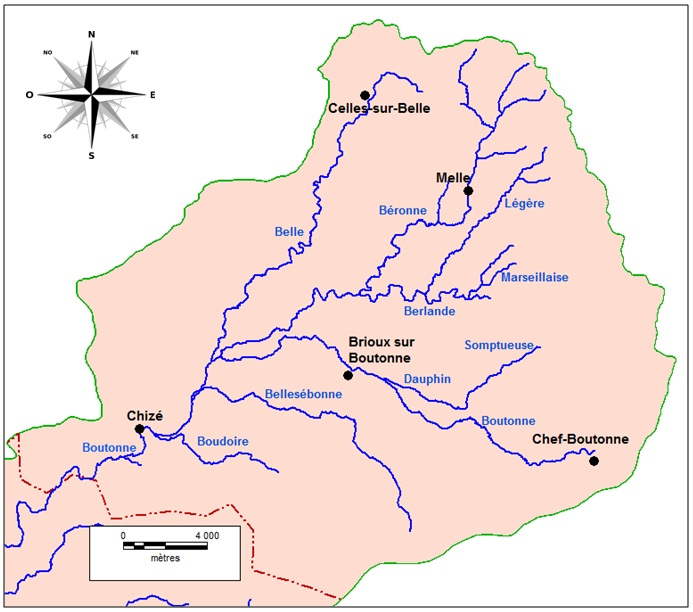 N
NO
NE
O
E
SO
SE
S
Celles-sur-Belle
Melle
Légère
Béronne
Belle
Marseillaise
Berlande
Brioux sur
Boutonne
Somptueuse
Dauphin
Bellesébonne
Chizé
Boutonne
Chef-Boutonne
Boutonne
Boudoire
0
4 000
mètres